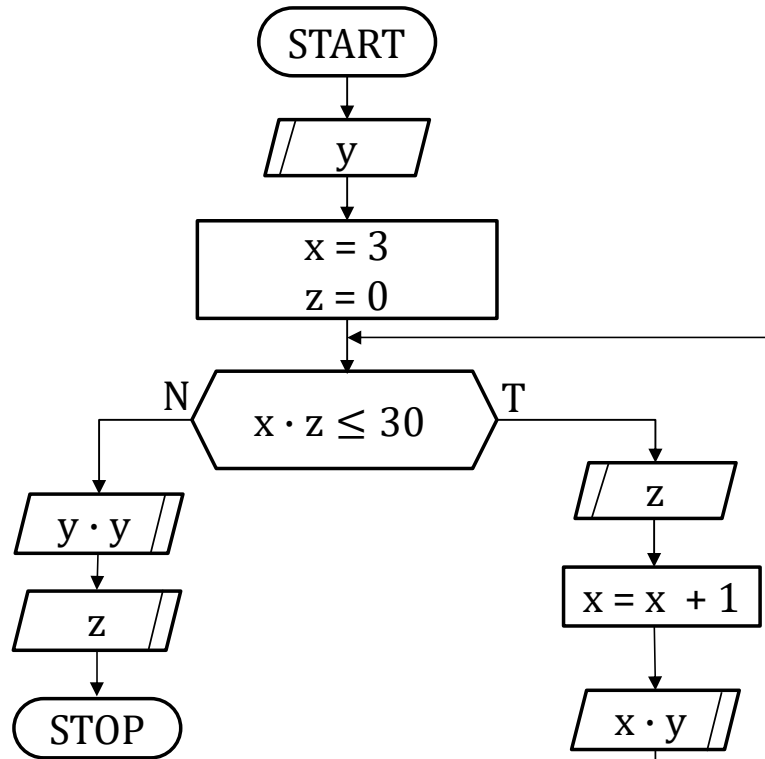 START
y
x = 3
z = 0
x · z ≤ 30
N
T
y · y
z
STOP
z
x = x + 1
x · y